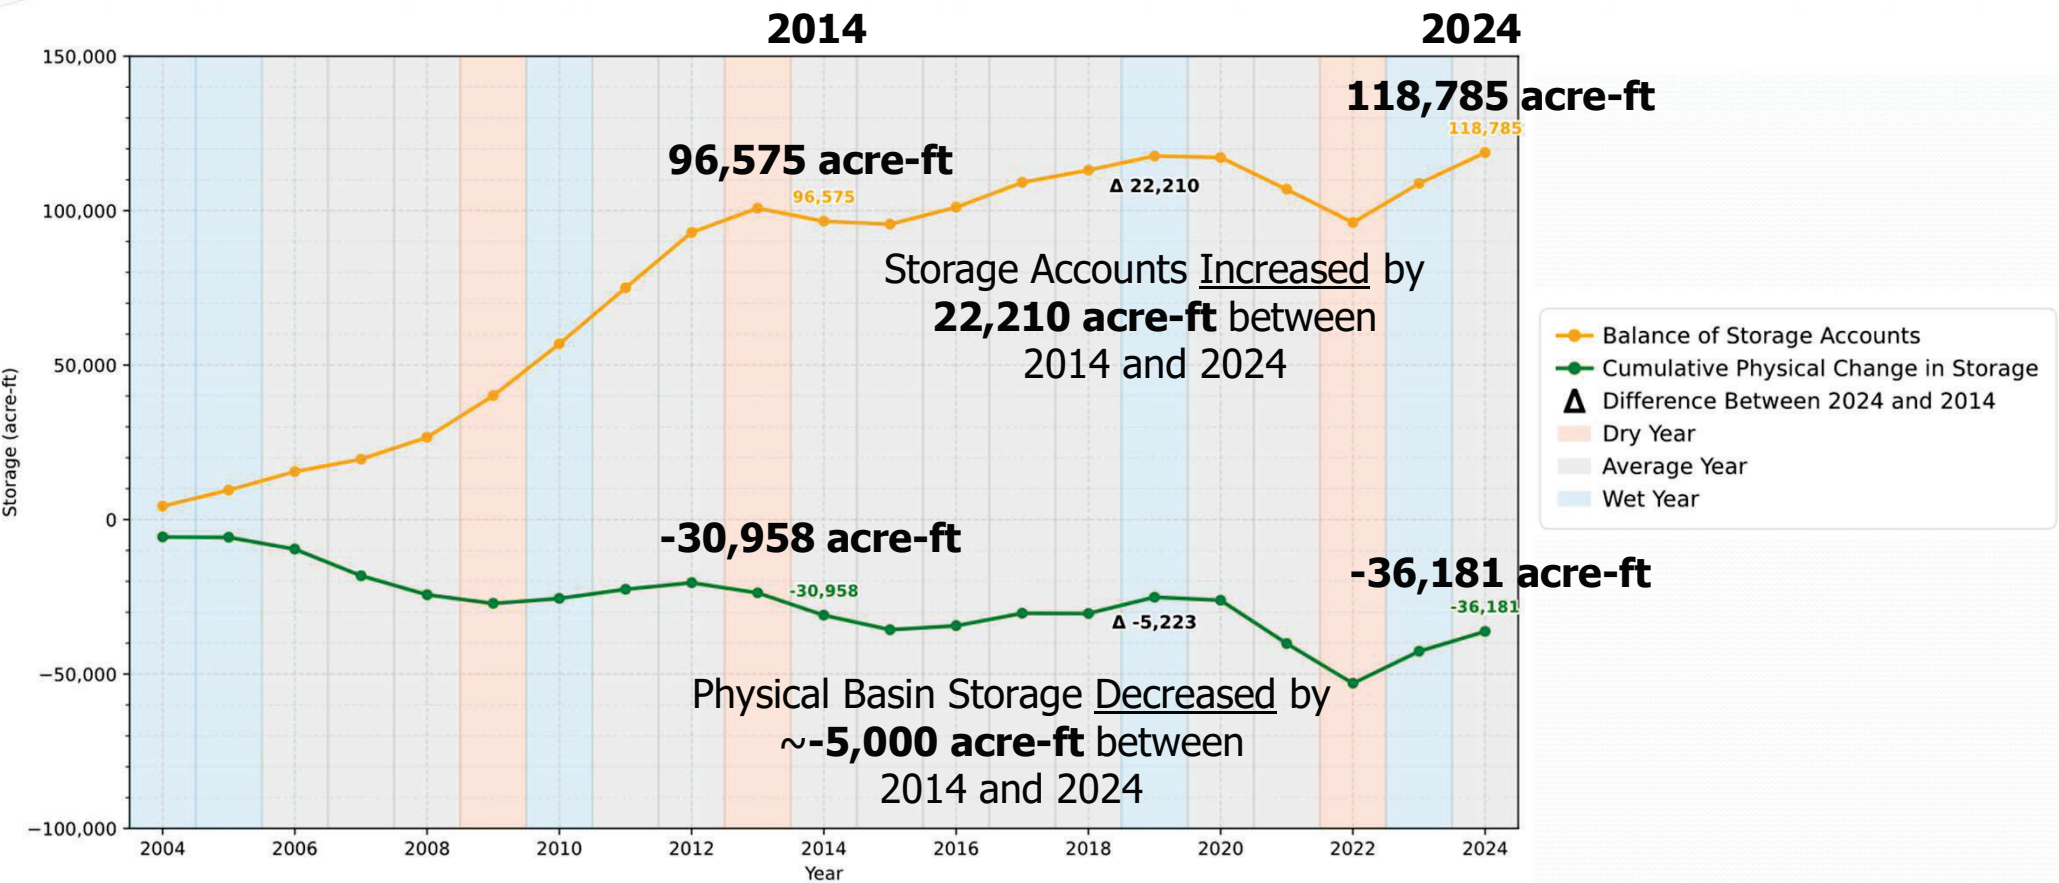 2014
2024
150,000
100,000
50,000
0
−50,000
−100,000
Storage (acre-ft)
118,785 acre-ft
118,785
96,575 acre-ft
96,575
Δ 22,210
Storage Accounts Increased by
22,210 acre-ft between
2014 and 2024
-30,958 acre-ft
-30,958
-36,181 acre-ft
-36,181
Δ -5,223
Physical Basin Storage Decreased by
~-5,000 acre-ft between
2014 and 2024
2004
2006
2008
2010
2012
2014
2016
2018
2020
2022
2024
Year
Balance of Storage Accounts
Cumulative Physical Change in Storage
Δ Difference Between 2024 and 2014
Dry Year
Average Year
Wet Year